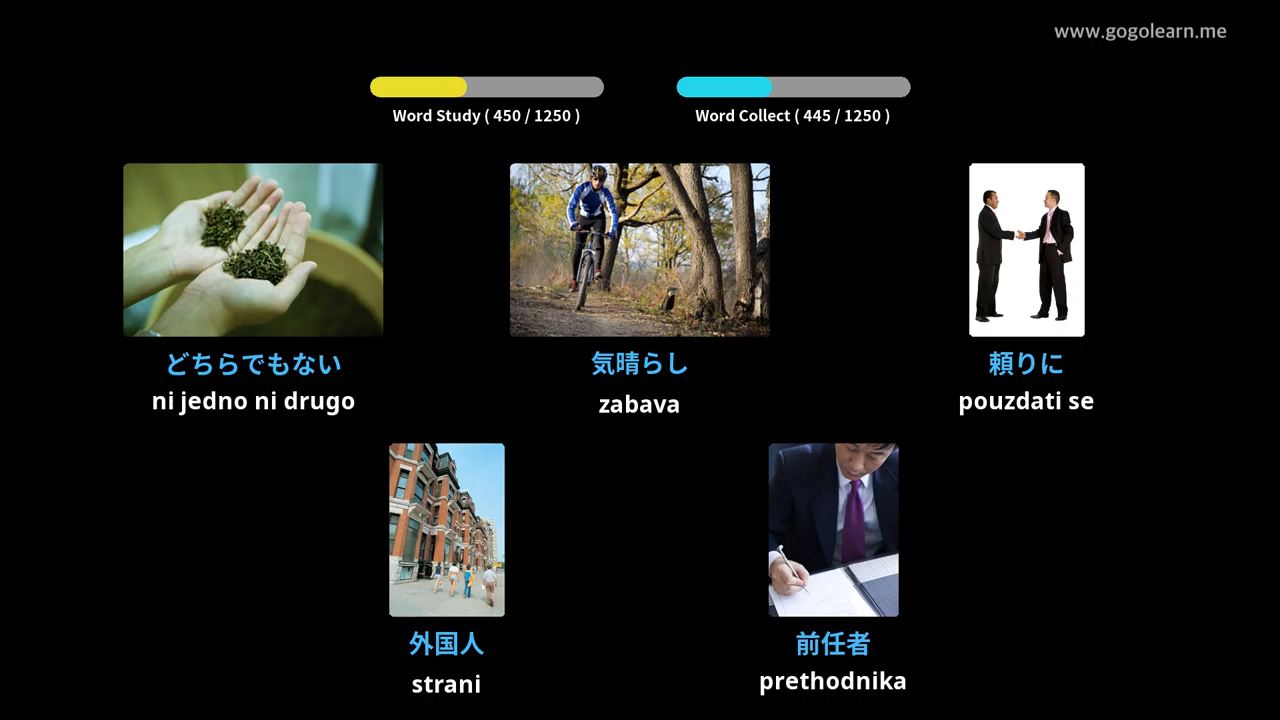 www.gogolearn.me
Word Study ( 450 / 1250 )
Word Collect ( 445 / 1250 )
どちらでもない
ni jedno ni drugo
気晴らし
zabava
頼りに
pouzdati se
外国人
strani
前任者
prethodnika